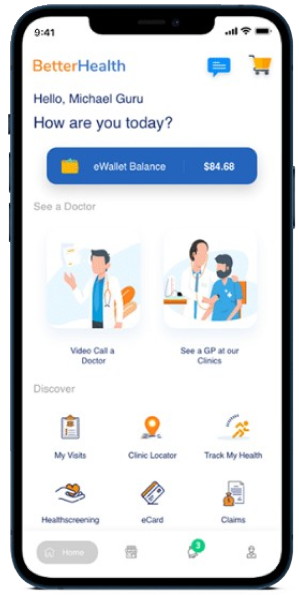 9:41
BetterHealth
Hello, Michael Guru
How are you today?
eWallet Balance $84.68
See a Doctor
Video Call a
Doctor
See a GP at our
Clinics
Discover
My Visits Clinic Locator Track My Health
Healthscreening eCard Claims
Home 3